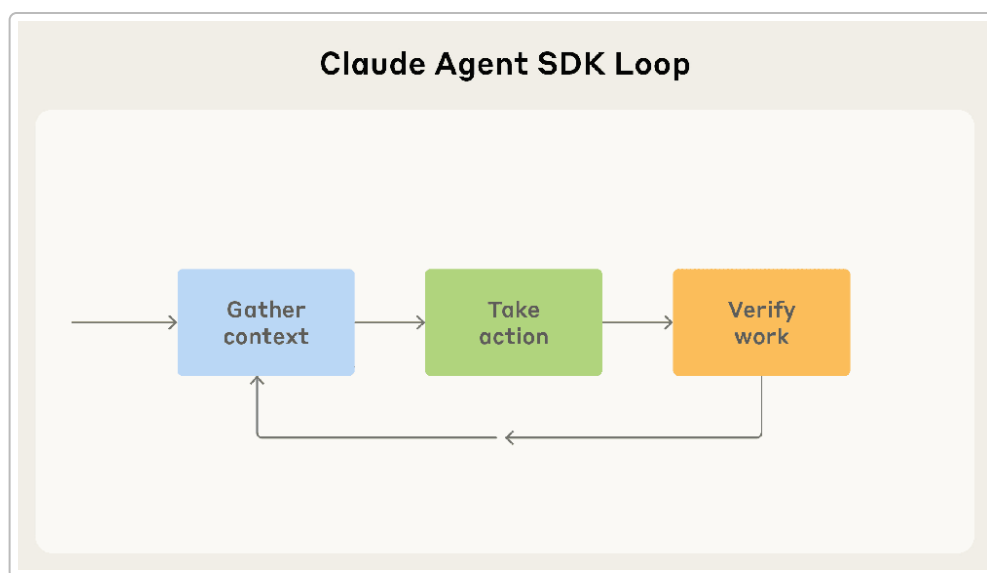 Claude Agent SDK Loop
Gather
context
Take
action
Verify
work